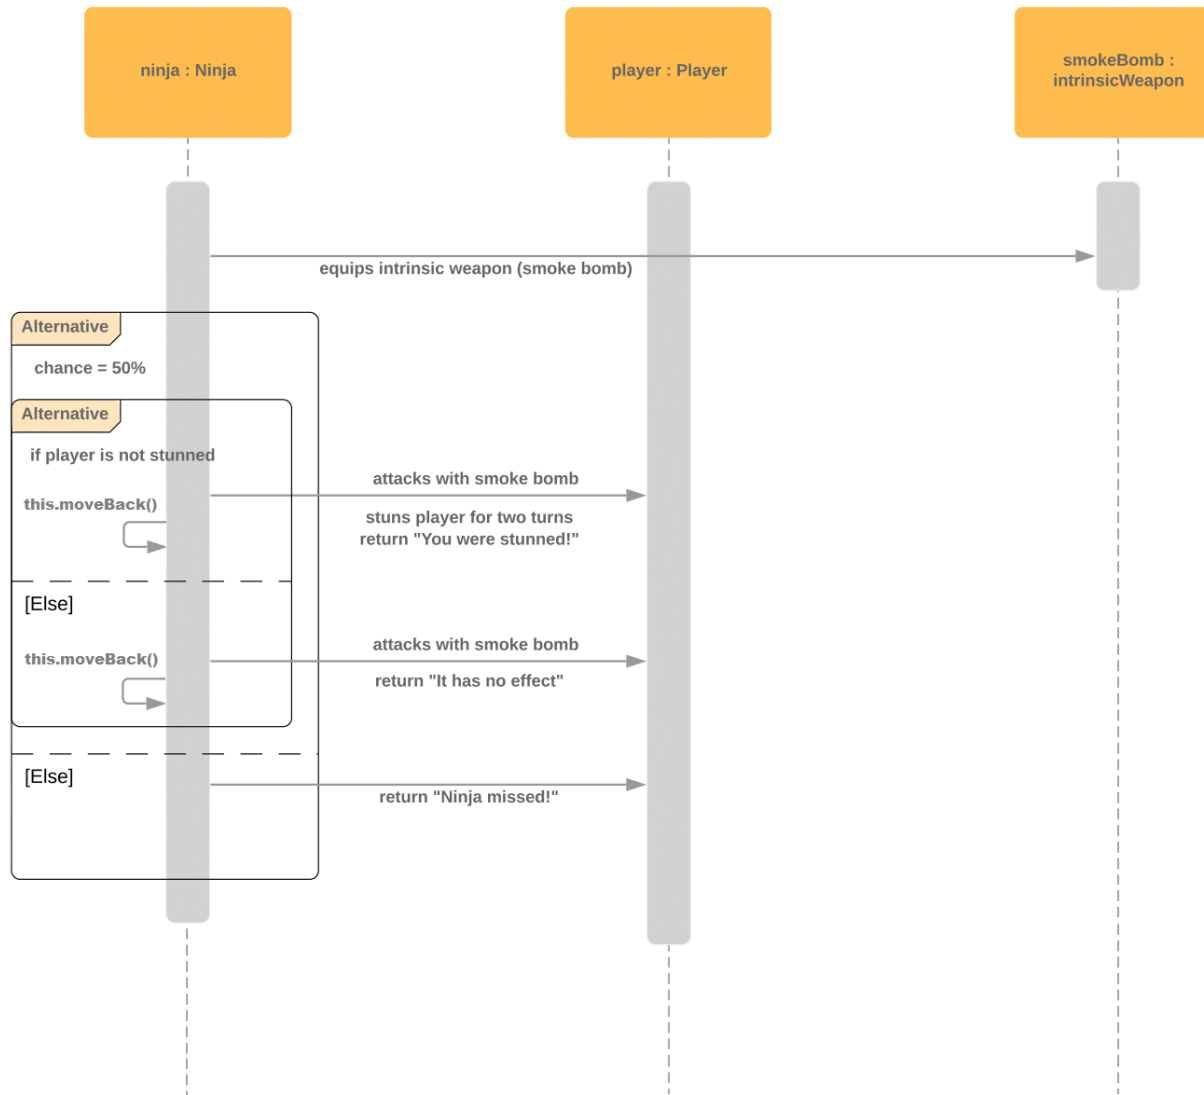 ninja : Ninja
player : Player
smokeBomb :
intrinsicWeapon
equips intrinsic weapon (smoke bomb)
Alternative
chance = 50%
Alternative
if player is not stunned
attacks with smoke bomb
this.moveBack()
stuns player for two turns
return "You were stunned!"
[Else]
attacks with smoke bomb
this.moveBack()
return "It has no effect"
[Else]
return "Ninja missed!"